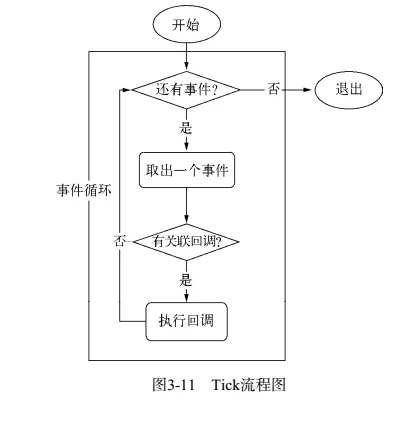 开始
还有事件?
否
退出
是
取出一个事件
事件循环
否
有关联回调?
是
执行回调
图3-11 Tick流程图